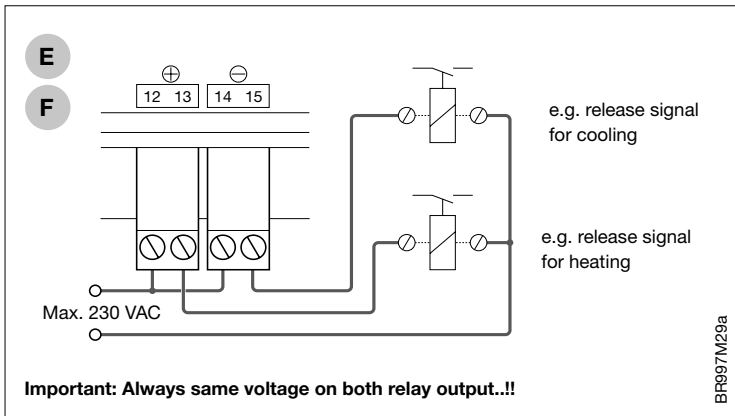 E
F
12 13 14 15
e.g. release signal
for cooling
e.g. release signal
for heating
Max. 230 VAC
Important: Always same voltage on both relay output..!!
BR997M29a